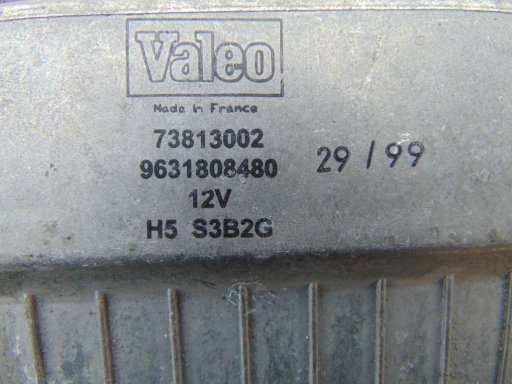 Valeo
Made in France
73813002
9631808480
29/99
12V
H5 S3B2G